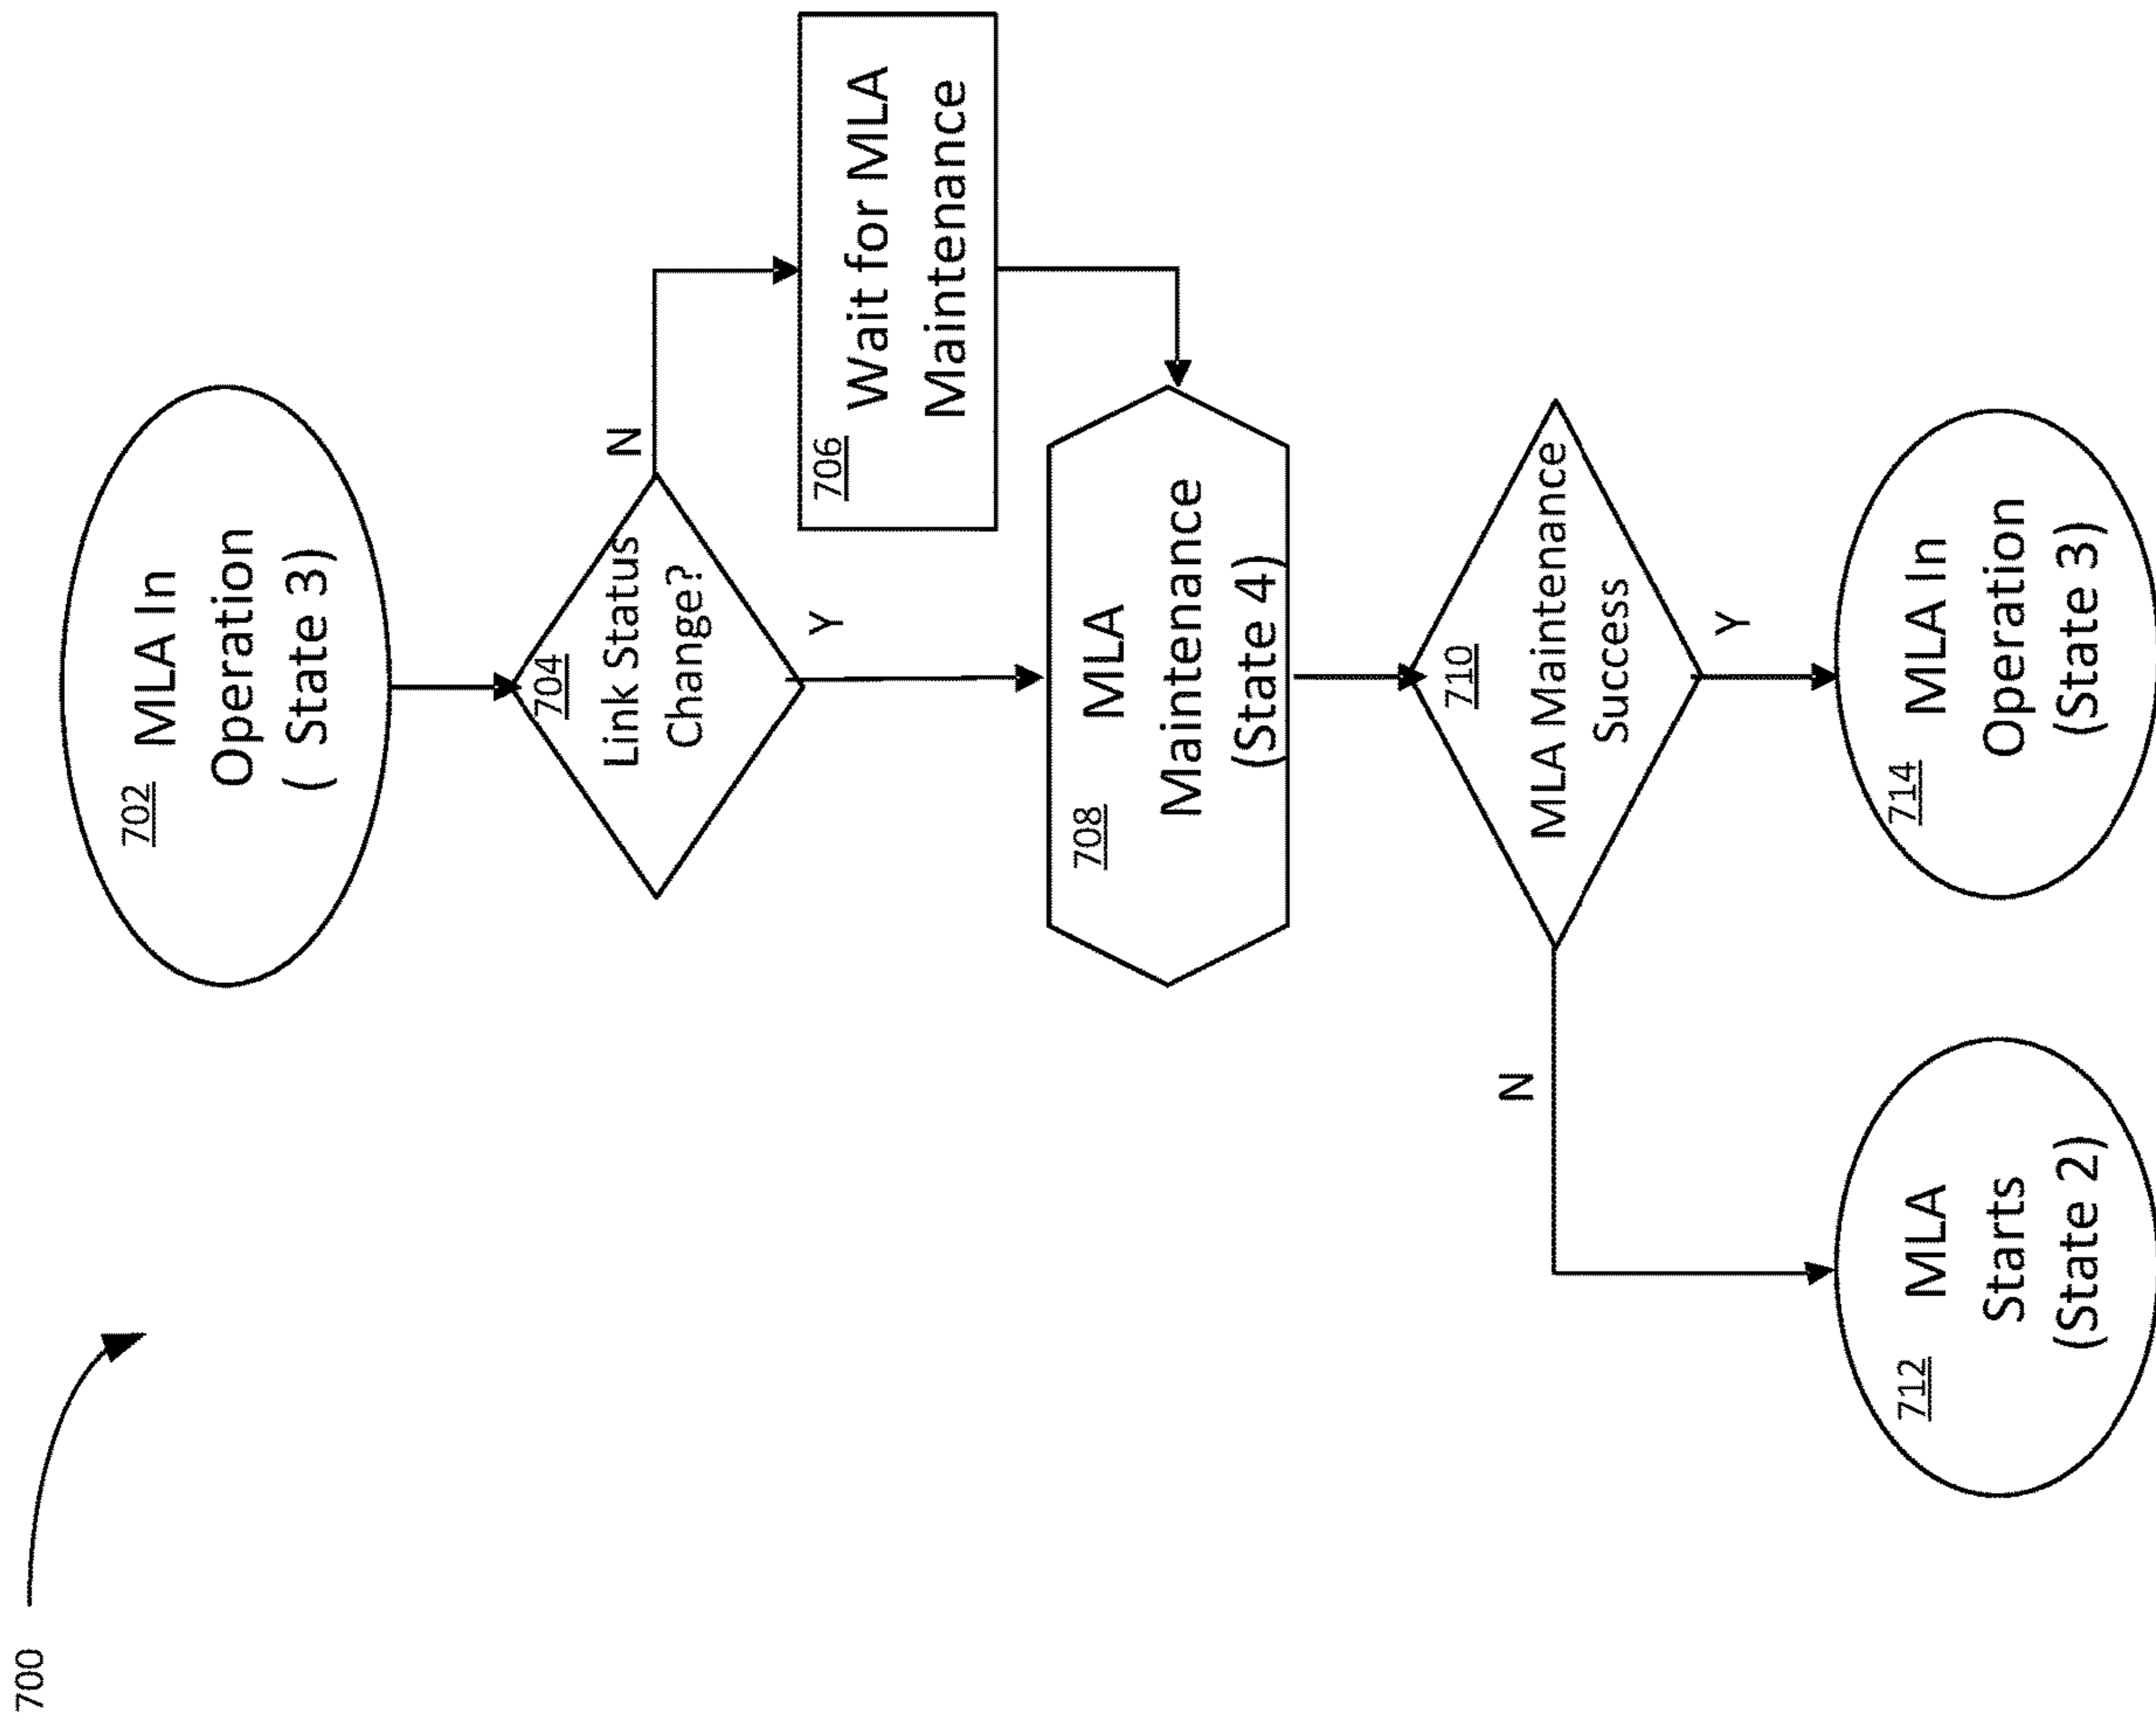 700
702
MLA In
Operation
( State 3)
704
Link Status
Change?
N
Y
706
Wait for MLA
Maintenance
708
MLA
Maintenance
(State 4)
710
MLA Maintenance
Success
N
Y
712
MLA
Starts
(State 2)
714
MLA In
Operation
(State 3)